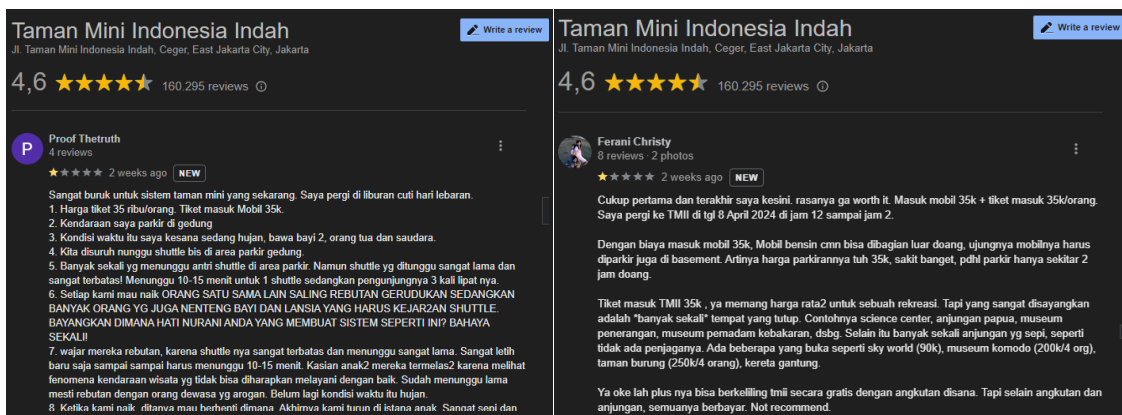 Taman Mini Indonesia Indah
Write a review
Jl. Taman Mini Indonesia Indah, Ceger, East Jakarta City, Jakarta
4,6
160.295 reviews
P
Proof Thetruth
4 reviews
2 weeks ago NEW
Sangat buruk untuk sistem taman mini yang sekarang. Saya pergi di liburan cuti hari lebaran.
1. Harga tiket 35 ribu/orang. Tiket masuk Mobil 35k.
2. Kendaraan saya parkir di gedung
3. Kondisi waktu itu saya kesana sedang hujan, bawa bayi 2, orang tua dan saudara.
4. Kita disuruh nunggu shuttle bis di area parkir gedung.
5. Banyak sekali yg menunggu antri shuttle di area parkir. Namun shuttle yg ditunggu sangat lama dan
sangat terbatas! Menunggu 10-15 menit untuk 1 shuttle sedangkan pengunjungnya 3 kali lipat nya.
6. Setiap kami mau naik ORANG SATU SAMA LAIN SALING REBUTAN GERUDUKAN SEDANGKAN
BANYAK ORANG YG JUGA NENTENG BAYI DAN LANSIA YANG HARUS KEJAR2AN SHUTTLE.
BAYANGKAN DIMANA HATI NURANI ANDA YANG MEMBUAT SISTEM SEPERTI INI? BAHAYA
SEKALI!
7. wajar mereka rebutan, karena shuttle nya sangat terbatas dan menunggu sangat lama. Sangat letih
baru saja sampai sampai harus menunggu 10-15 menit. Kasian anak2 mereka termelas2 karena melihat
fenomena kendaraan wisata yg tidak bisa diharapkan melayani dengan baik. Sudah menunggu lama
mesti rebutan dengan orang dewasa yg arogan. Belum lagi kondisi waktu itu hujan.
8. Ketika kami naik, ditanya mau berhenti dimana. Akhirnya kami turun di istana anak. Sangat sepi dan
Taman Mini Indonesia Indah
Write a review
Jl. Taman Mini Indonesia Indah, Ceger, East Jakarta City, Jakarta
4,6
160.295 reviews
Ferani Christy
8 reviews · 2 photos
2 weeks ago NEW
Cukup pertama dan terakhir saya kesini. rasanya ga worth it. Masuk mobil 35k + tiket masuk 35k/orang.
Saya pergi ke TMII di tgl 8 April 2024 di jam 12 sampai jam 2.
Dengan biaya masuk mobil 35k, Mobil bensin cmn bisa dibagian luar doang, ujungnya mobilnya harus
diparkir juga di basement. Artinya harga parkirannya tuh 35k, sakit banget, pdhl parkir hanya sekitar 2
jam doang.
Tiket masuk TMII 35k , ya memang harga rata2 untuk sebuah rekreasi. Tapi yang sangat disayangkan
adalah *banyak sekali* tempat yang tutup. Contohnya science center, anjungan papua, museum
penerangan, museum pemadam kebakaran, dsbg. Selain itu banyak sekali anjungan yg sepi, seperti
tidak ada penjaganya. Ada beberapa yang buka seperti sky world (90k), museum komodo (200k/4 org),
taman burung (250k/4 orang), kereta gantung.
Ya oke lah plus nya bisa berkeliling tmii secara gratis dengan angkutan disana. Tapi selain angkutan dan
anjungan, semuanya berbayar. Not recommend.